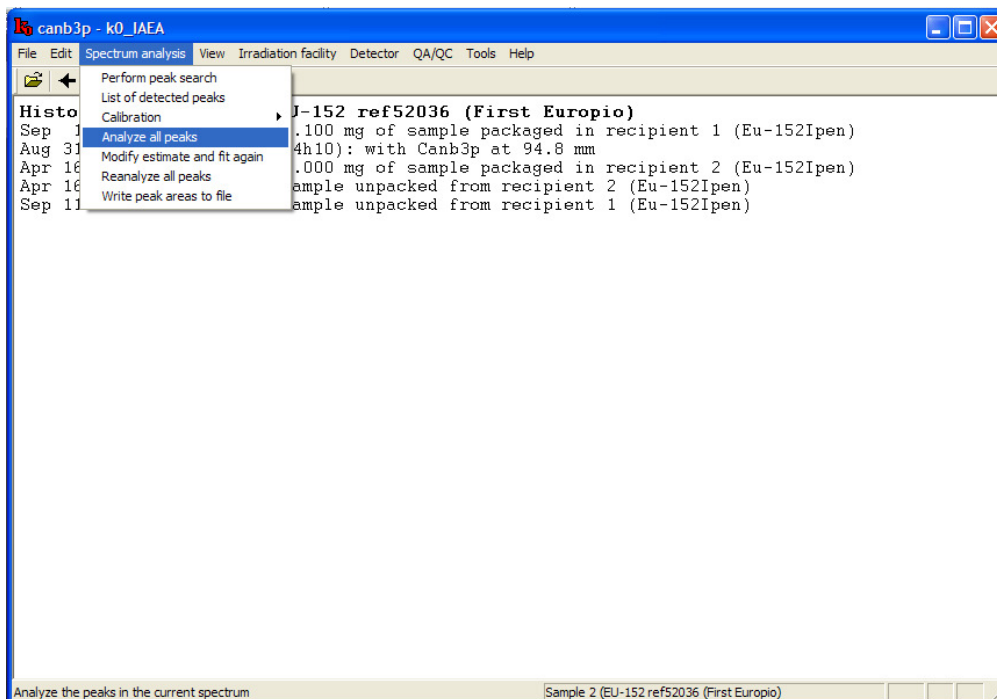 canb3p - k0_IAEA
File Edit Spectrum analysis View Irradiation facility Detector QA/QC Tools Help
Perform peak search
List of detected peaks
Calibration
Analyze all peaks
Modify estimate and fit again
Reanalyze all peaks
Write peak areas to file
Histo J-152 ref52036 (First Europio)
Sep 1 .100 mg of sample packaged in recipient 1 (Eu-152Ipen)
Aug 31 4h10): with Canb3p at 94.8 mm
Apr 16 .000 mg of sample packaged in recipient 2 (Eu-152Ipen)
Apr 16 ample unpacked from recipient 2 (Eu-152Ipen)
Sep 11 ample unpacked from recipient 1 (Eu-152Ipen)
Analyze the peaks in the current spectrum Sample 2 (EU-152 ref52036 (First Europio)